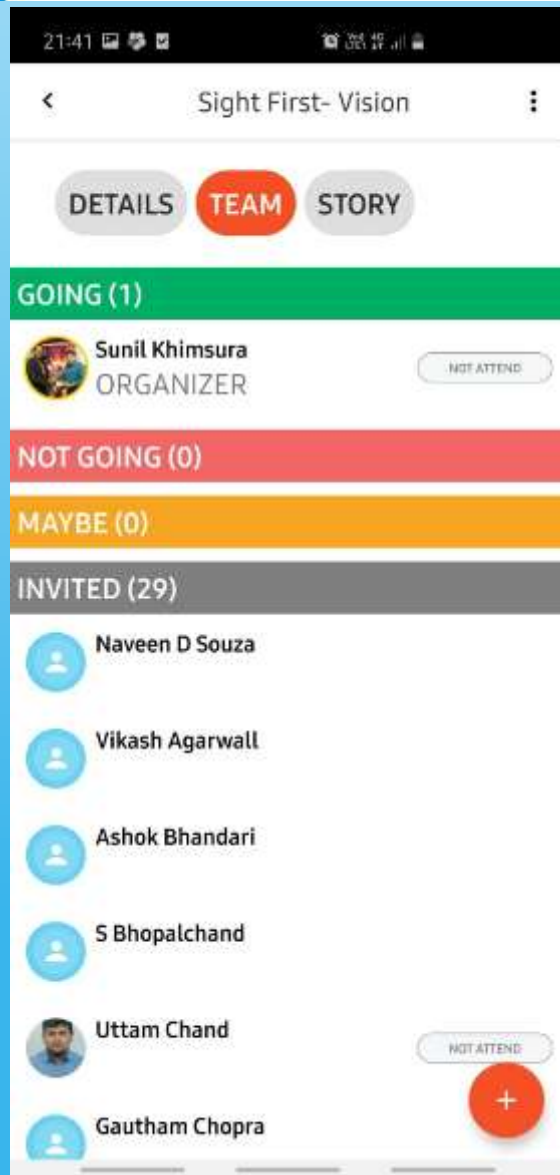 21:41
Sight First- Vision
DETAILS TEAM STORY
GOING (1)
Sunil Khimsura
ORGANIZER
NOT ATTEND
NOT GOING (0)
MAYBE (0)
INVITED (29)
Naveen D Souza
Vikash Agarwall
Ashok Bhandari
S Bhopalchand
Uttam Chand
NOT ATTEND
Gautham Chopra